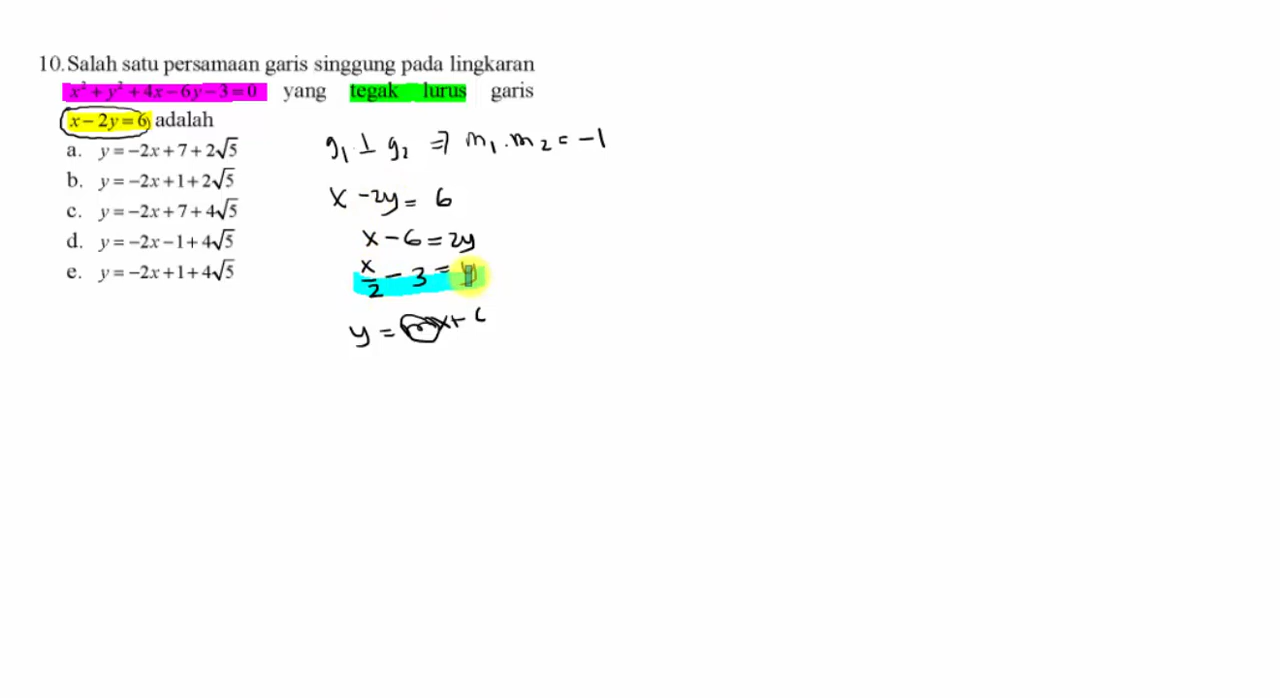 10. Salah satu persamaan garis singgung pada lingkaran
x² + y² + 4x − 6y − 3 = 0 yang tegak lurus garis
x − 2y = 6 adalah
a. y = −2x + 7 + 2√5
b. y = −2x + 1 + 2√5
c. y = −2x + 7 + 4√5
d. y = −2x − 1 + 4√5
e. y = −2x + 1 + 4√5
g₁ ⊥ g₂ ⇒ m₁ . m₂ = −1
x − 2y = 6
x − 6 = 2y
x/2 − 3 = y
y = mx + c